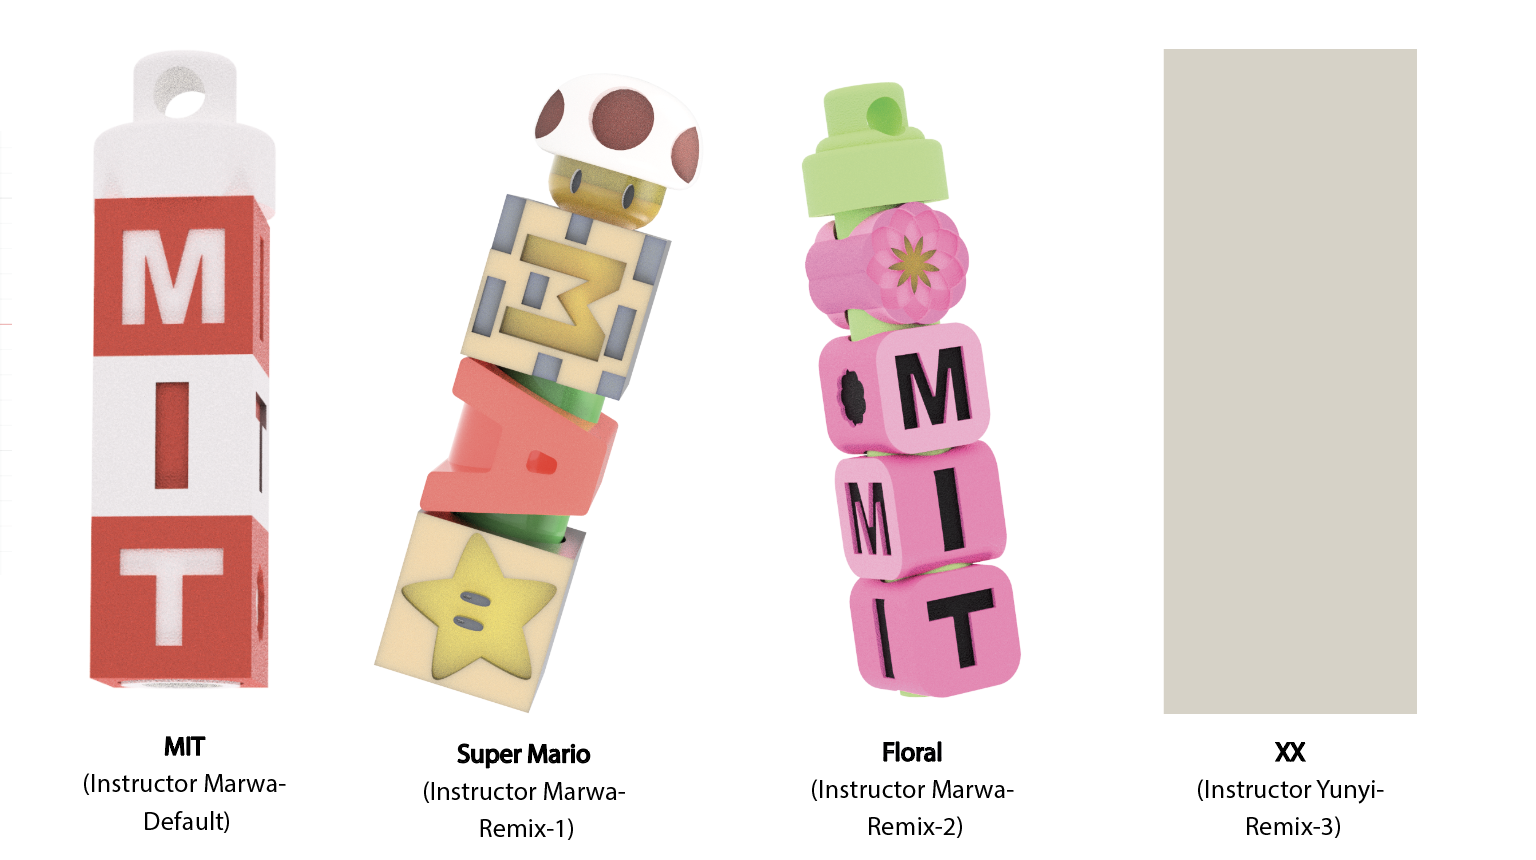 M
I
T
M
A
M
M
I
I
T
MIT
(Instructor Marwa-
Default)
Super Mario
(Instructor Marwa-
Remix-1)
Floral
(Instructor Marwa-
Remix-2)
XX
(Instructor Yunyi-
Remix-3)